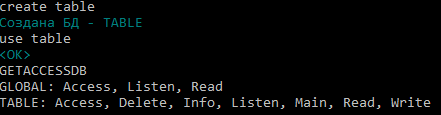 create table
Создана БД - TABLE
use table
<OK>
GETACCESSDB
GLOBAL: Access, Listen, Read
TABLE: Access, Delete, Info, Listen, Main, Read, Write